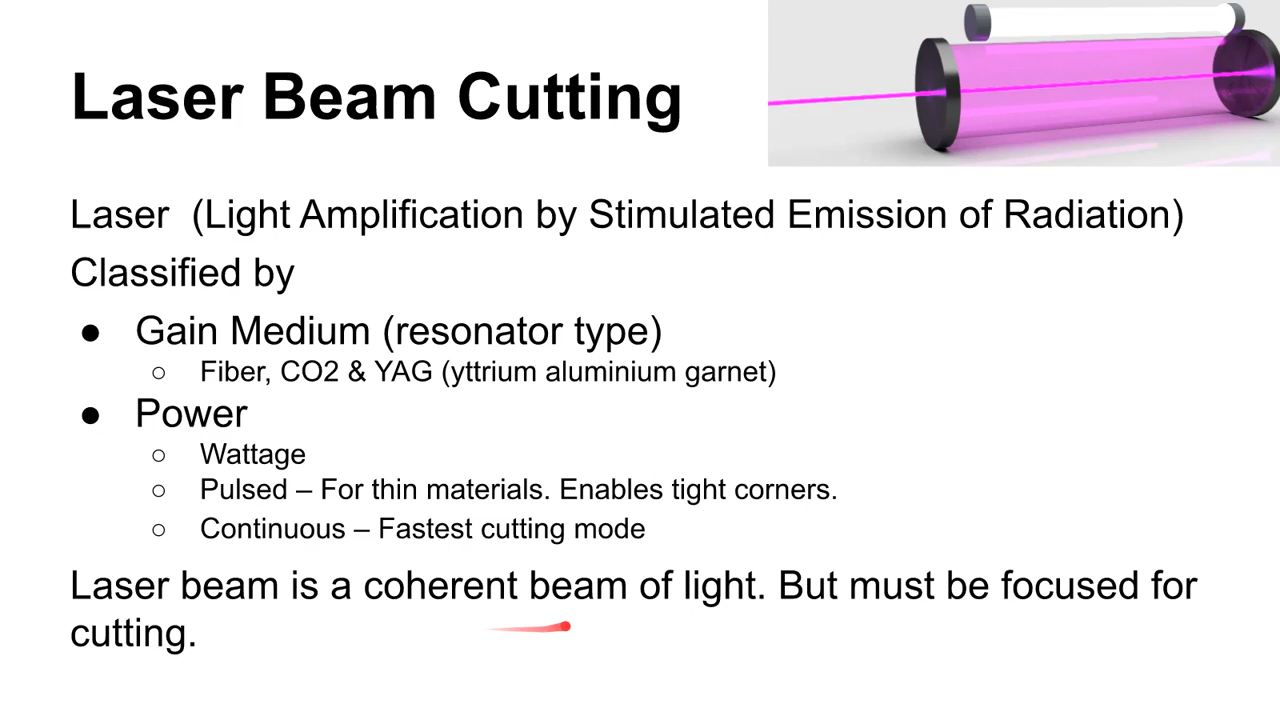 Laser Beam Cutting
Laser  (Light Amplification by Stimulated Emission of Radiation)
Classified by
● Gain Medium (resonator type)
○ Fiber, CO2 & YAG (yttrium aluminium garnet)
● Power
○ Wattage
○ Pulsed – For thin materials. Enables tight corners.
○ Continuous – Fastest cutting mode
Laser beam is a coherent beam of light. But must be focused for
cutting.